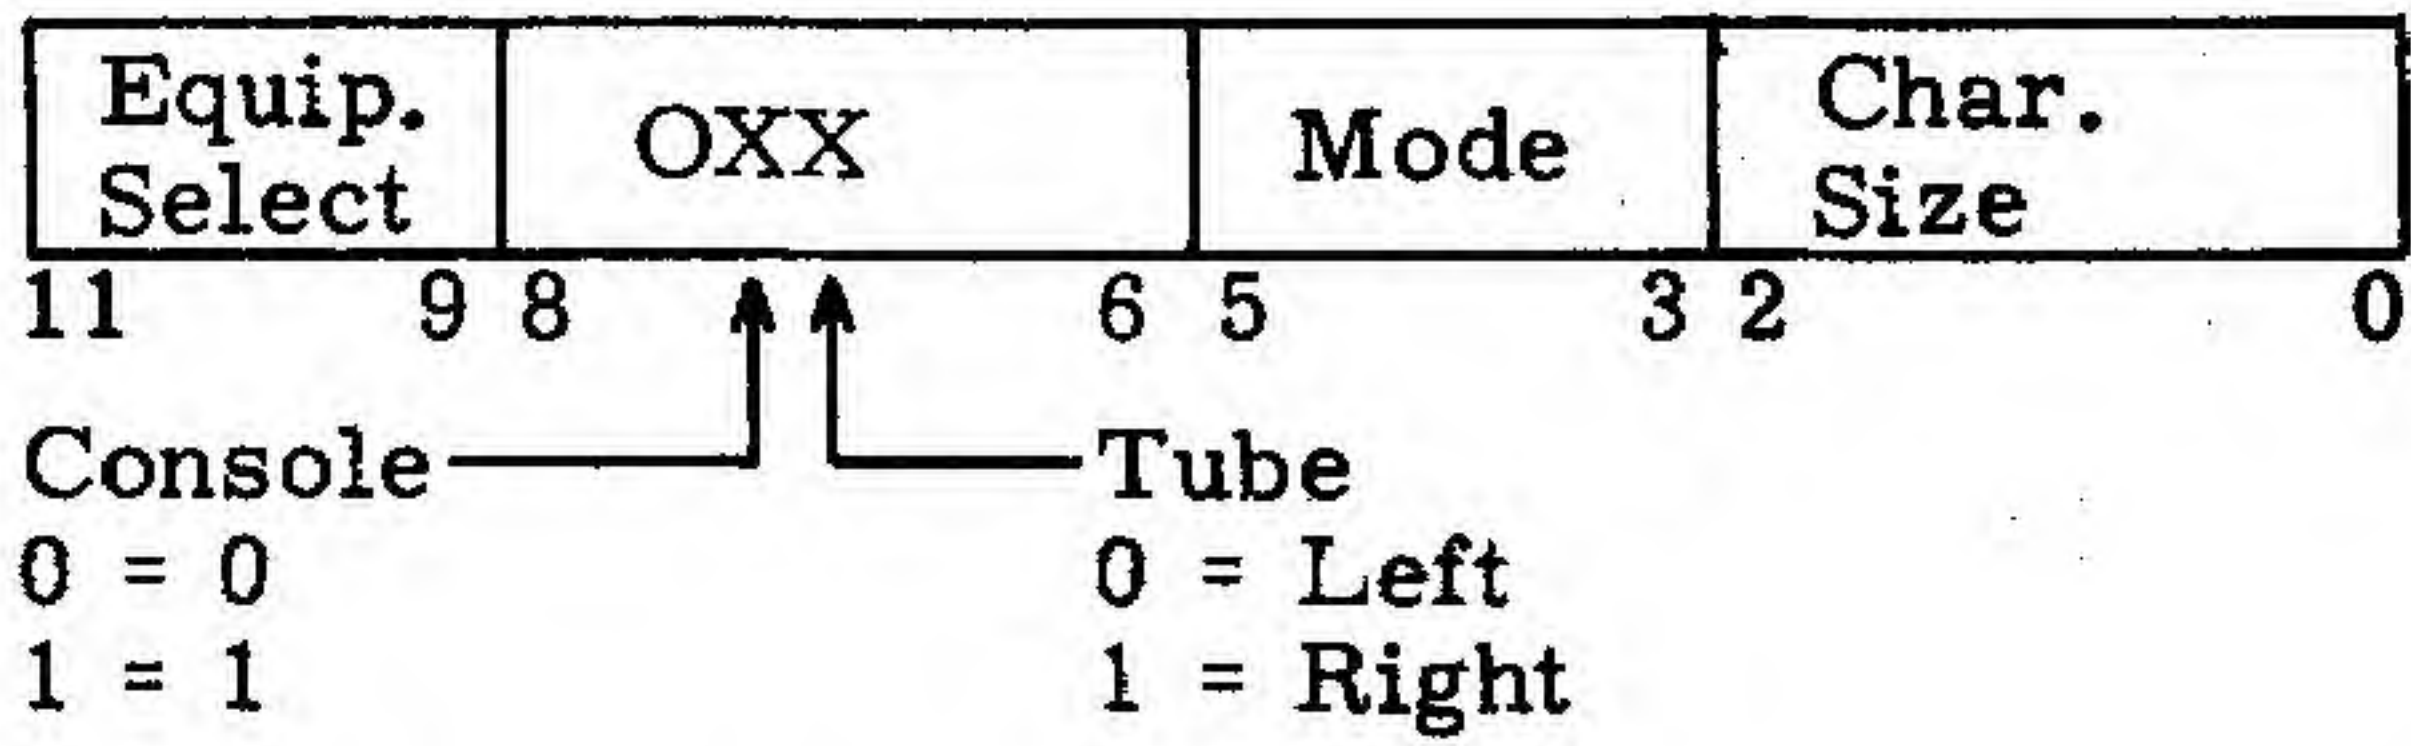 Equip. Select
OXX
Mode
Char. Size
11 9 8 6 5 3 2 0
Console
0 = 0
1 = 1
Tube
0 = Left
1 = Right